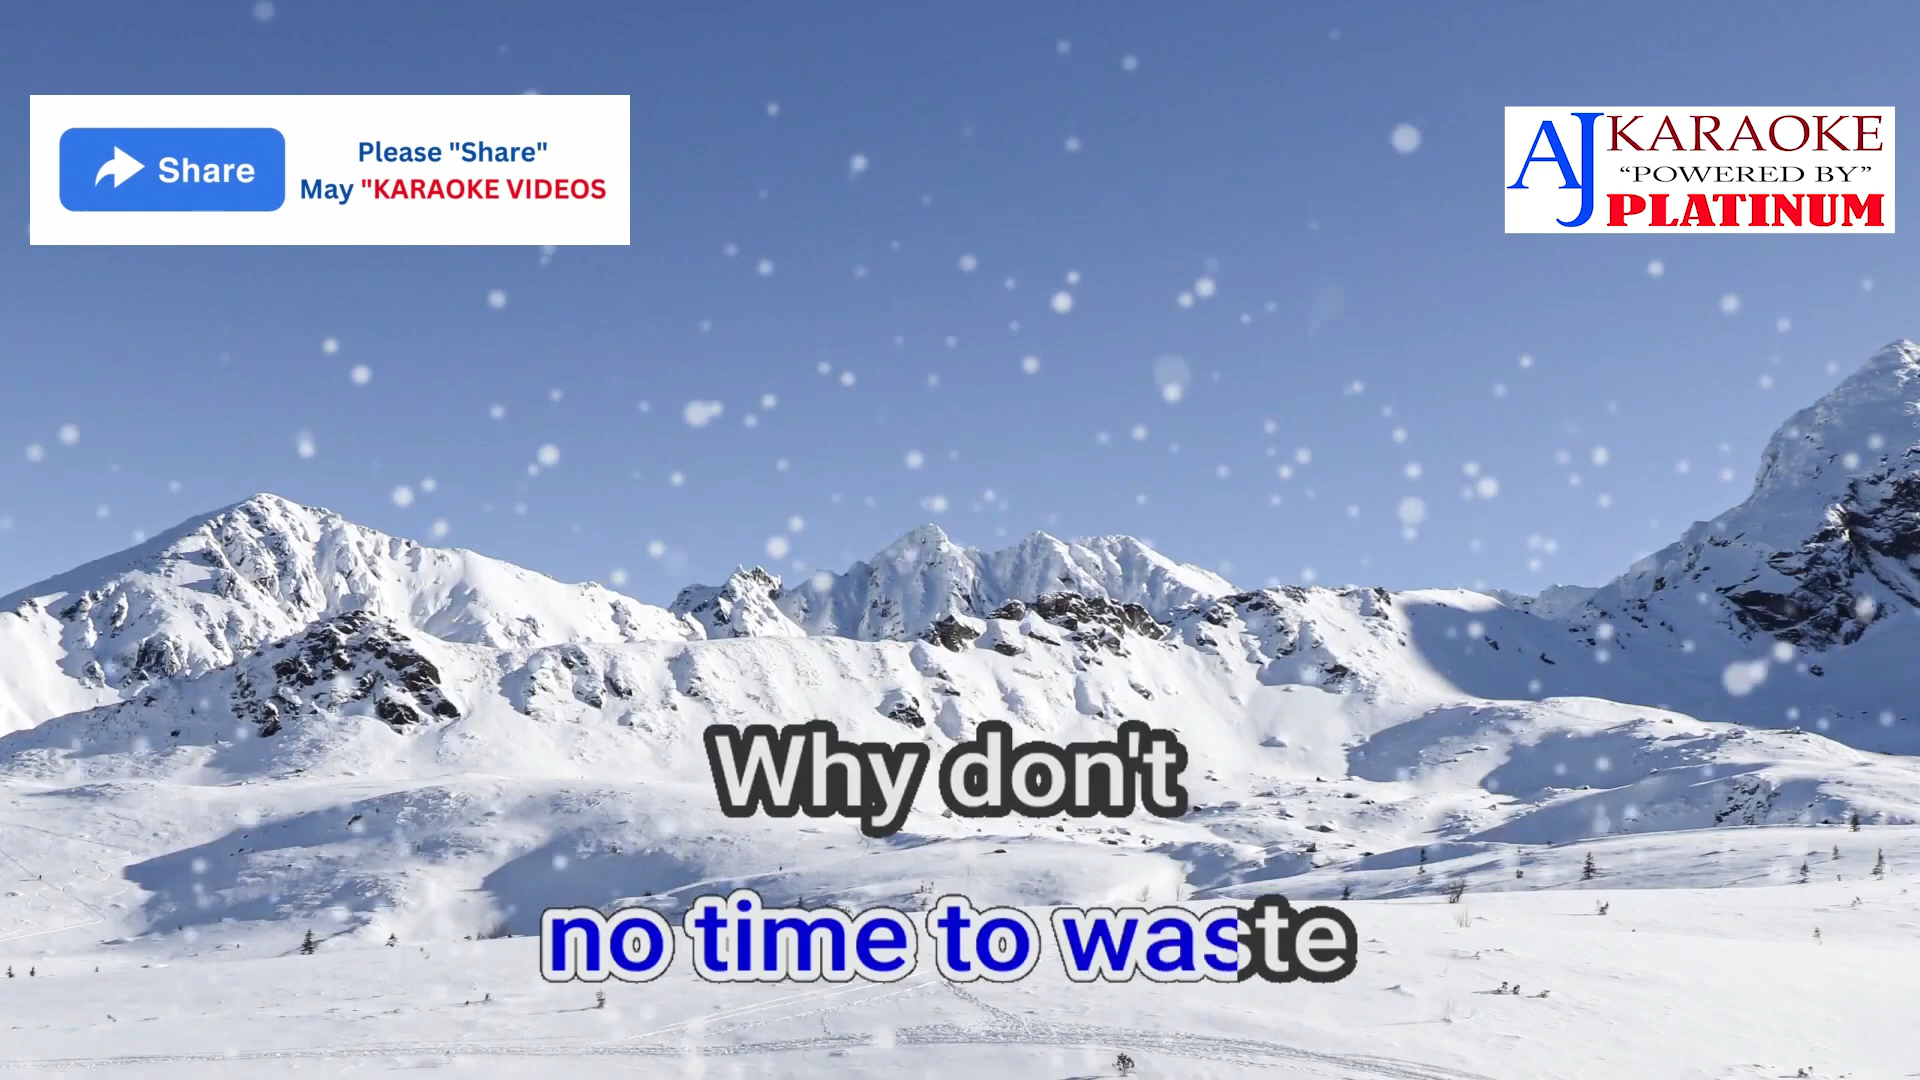 Share
Please "Share"
May "KARAOKE VIDEOS
AJ KARAOKE
“POWERED BY”
PLATINUM
Why don't
no time to waste